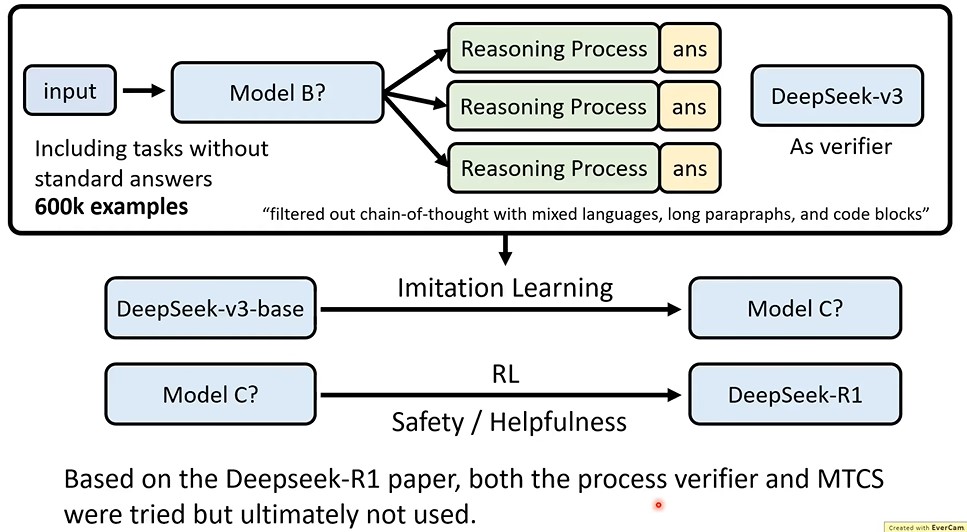 input
Model B?
Reasoning Process ans
Reasoning Process ans
Reasoning Process ans
DeepSeek-v3
As verifier
Including tasks without
standard answers
600k examples
“filtered out chain-of-thought with mixed languages, long parapraphs, and code blocks”
DeepSeek-v3-base
Imitation Learning
Model C?
Model C?
RL
Safety / Helpfulness
DeepSeek-R1
Based on the Deepseek-R1 paper, both the process verifier and MTCS
were tried but ultimately not used.
Created with EverCam.